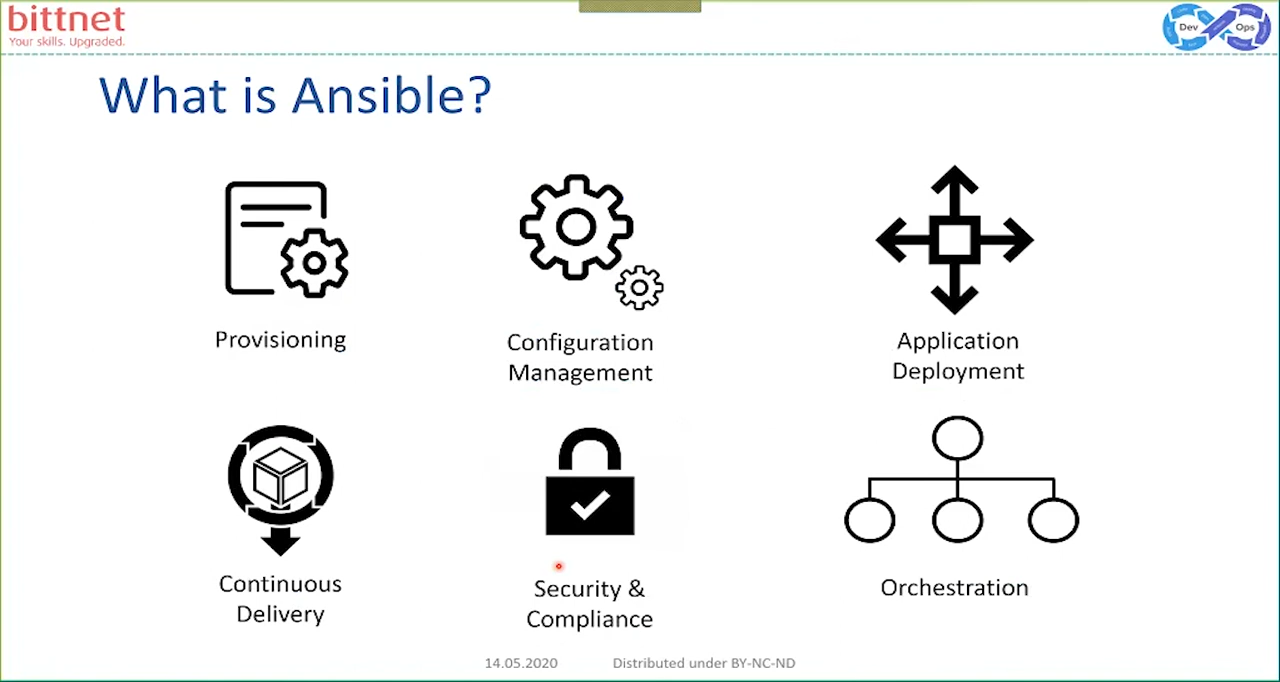 bittnet
Your skills. Upgraded.
Dev
Ops
What is Ansible?
Provisioning
Configuration
Management
Application
Deployment
Continuous
Delivery
Security &
Compliance
Orchestration
14.05.2020
Distributed under BY-NC-ND